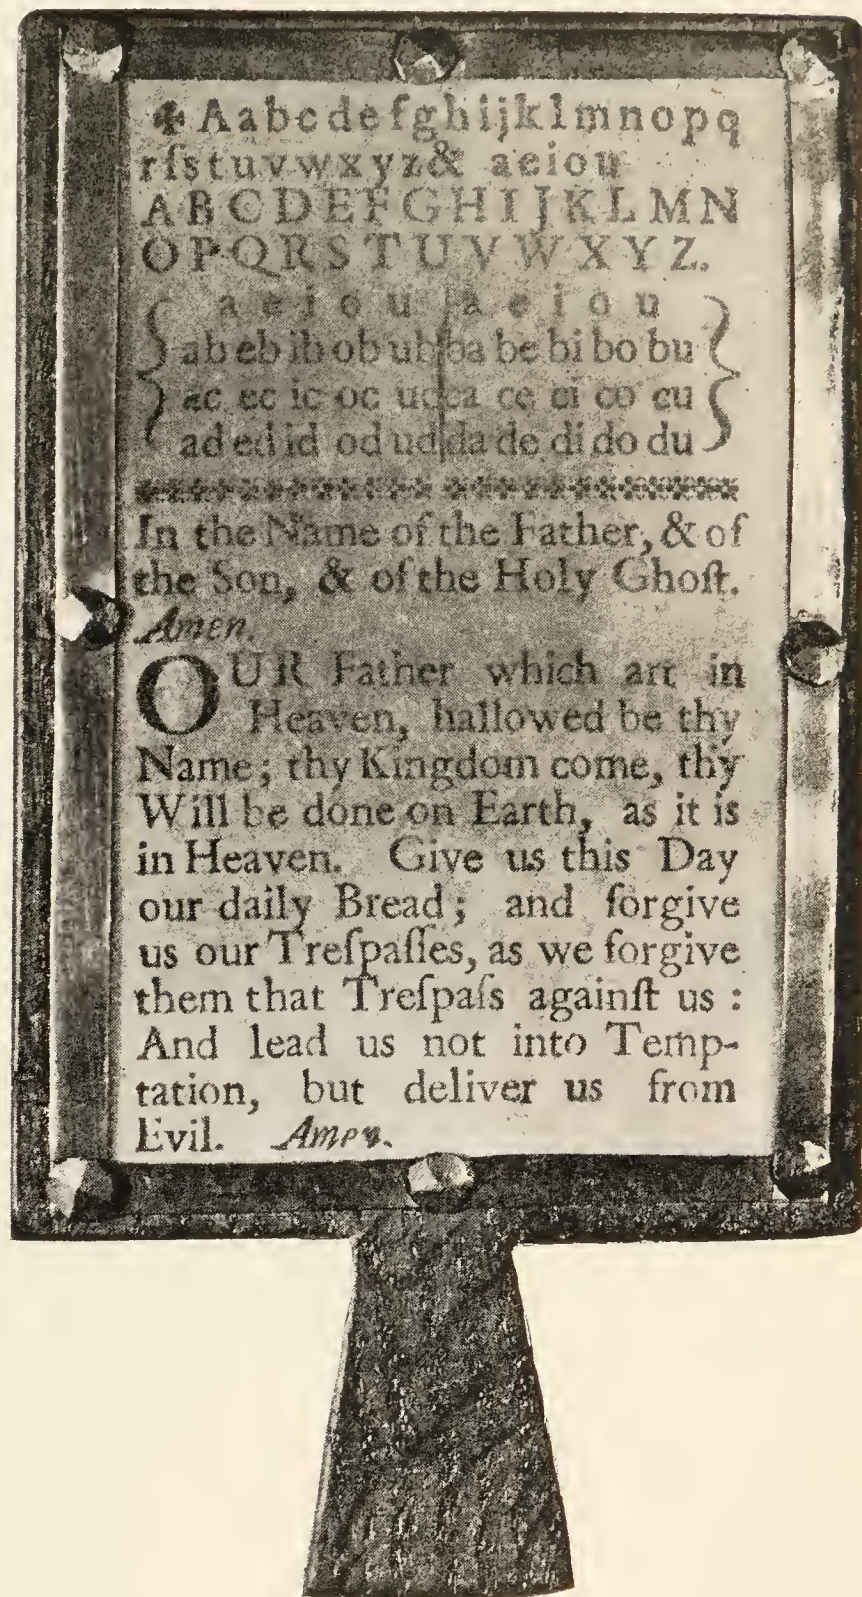 ✠ Aabcdefghijklmnopq
rſstuvwxyz& aeiou
ABCDEFGHIJKLMN
OPQRSTUVWXYZ.
a e i o u a e i o u
ab eb ib ob ub ba be bi bo bu
ac ec ic oc uc ca ce ci co cu
ad ed id od ud da de di do du
In the Name of the Father, & of
the Son, & of the Holy Ghoſt.
Amen.
OUR Father which art in
Heaven, hallowed be thy
Name; thy Kingdom come, thy
Will be done on Earth, as it is
in Heaven. Give us this Day
our daily Bread; and forgive
us our Treſpaſſes, as we forgive
them that Treſpaſs againſt us :
And lead us not into Temp-
tation, but deliver us from
Evil. Amen.